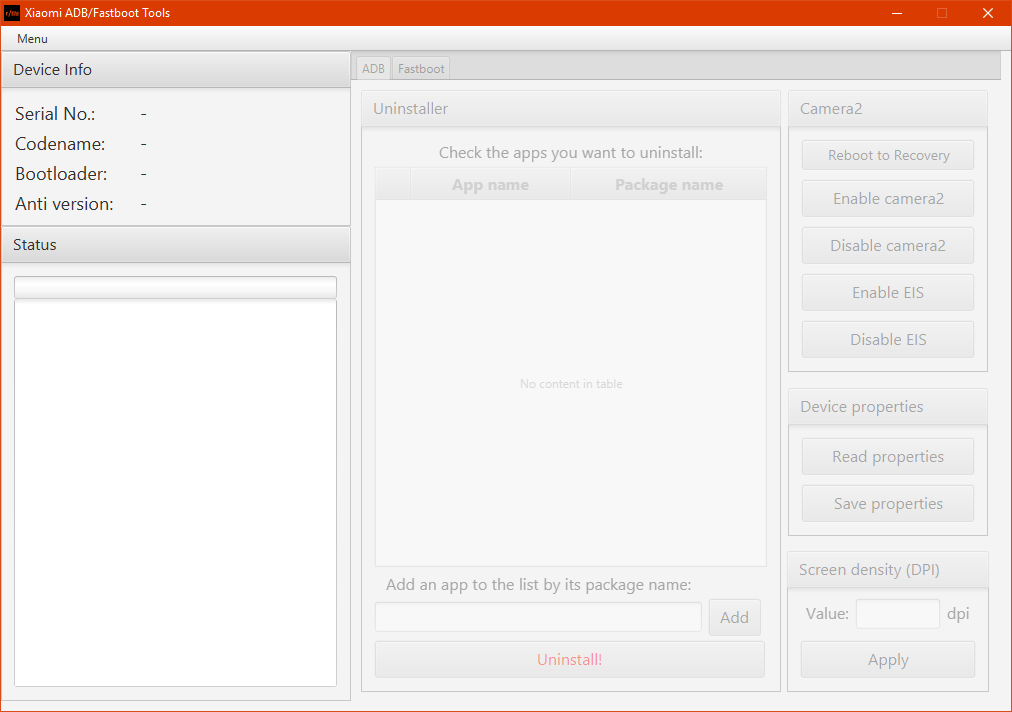 Xiaomi ADB/Fastboot Tools
Menu
Device Info
Serial No.: -
Codename: -
Bootloader: -
Anti version: -
Status
ADB Fastboot
Uninstaller
Check the apps you want to uninstall:
App name Package name
No content in table
Add an app to the list by its package name:
Add
Uninstall!
Camera2
Reboot to Recovery
Enable camera2
Disable camera2
Enable EIS
Disable EIS
Device properties
Read properties
Save properties
Screen density (DPI)
Value: dpi
Apply